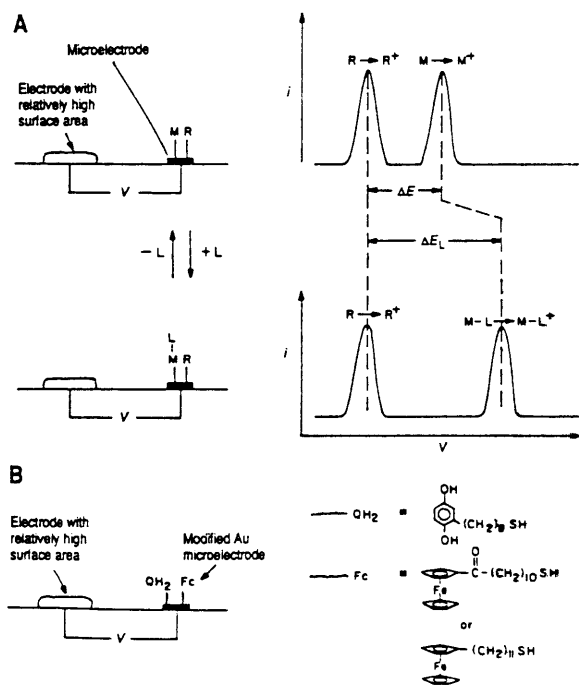 A
Microelectrode
Electrode with
relatively high
surface area
M R
V
– L
+ L
L
M R
V
i
R → R+
M → M+
ΔE
ΔEL
i
R → R+
M – L → M – L+
V
B
Electrode with
relatively high
surface area
Modified Au
microelectrode
QH2
Fc
V
QH2 =
OH
OH
(CH2)8 SH
Fc =
O
C–(CH2)10 SH
Fe
or
(CH2)11 SH
Fe